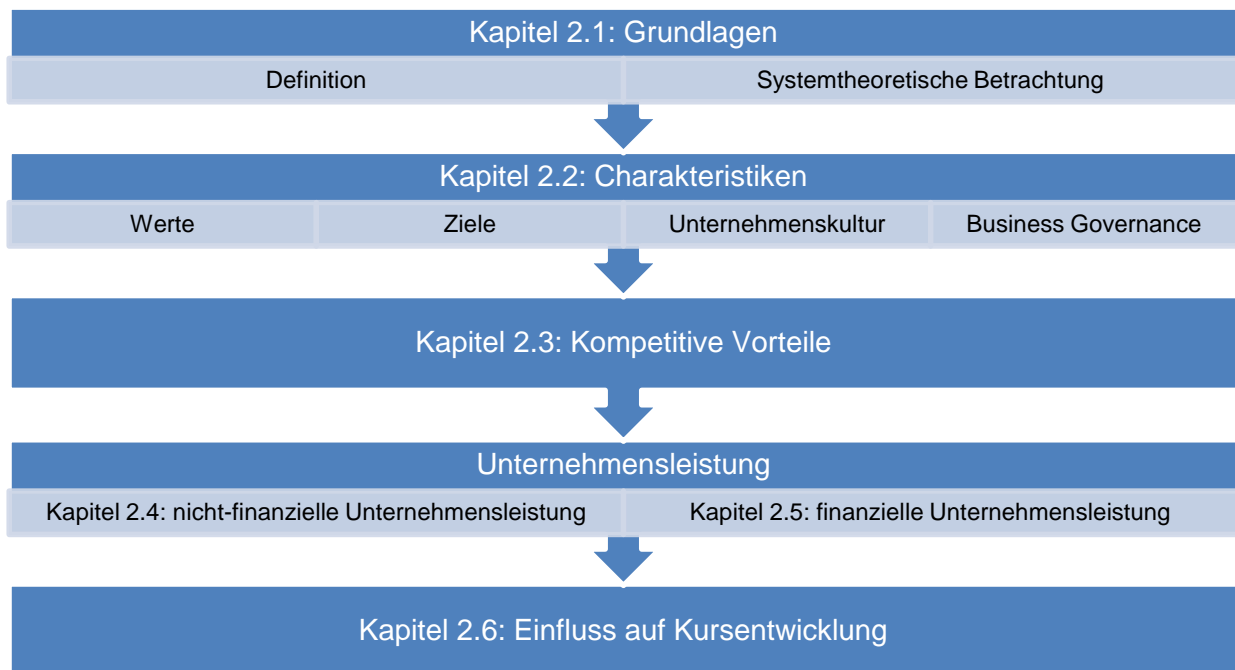 Kapitel 2.1: Grundlagen
Definition
Systemtheoretische Betrachtung
Kapitel 2.2: Charakteristiken
Werte
Ziele
Unternehmenskultur
Business Governance
Kapitel 2.3: Kompetitive Vorteile
Unternehmensleistung
Kapitel 2.4: nicht-finanzielle Unternehmensleistung
Kapitel 2.5: finanzielle Unternehmensleistung
Kapitel 2.6: Einfluss auf Kursentwicklung